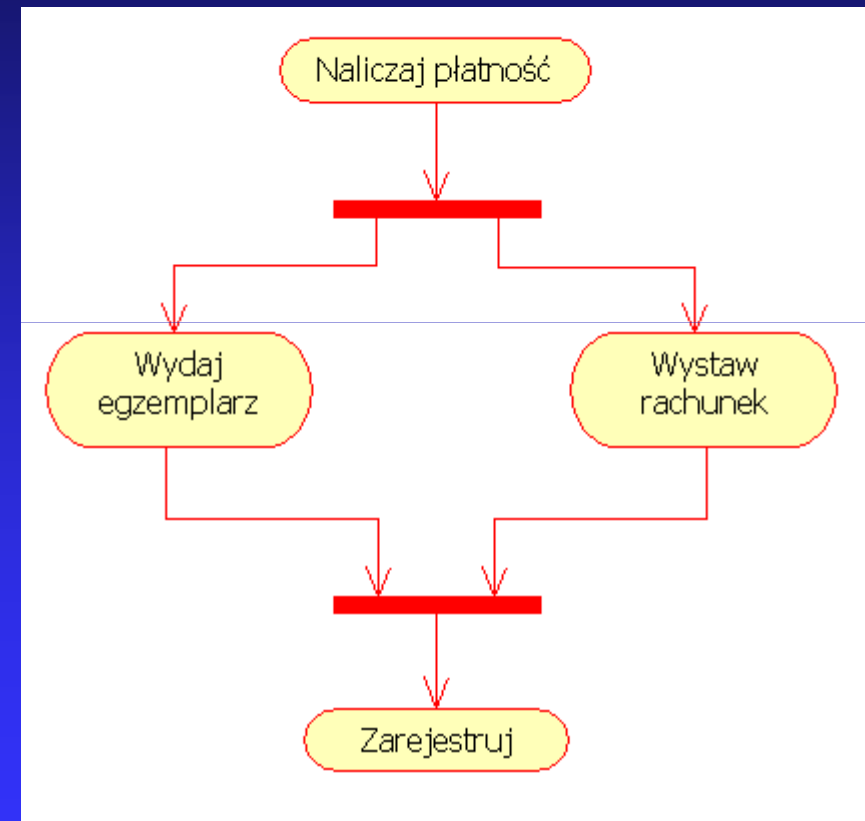 Naliczaj płatność
Wydaj
egzemplarz
Wystaw
rachunek
Zarejestruj